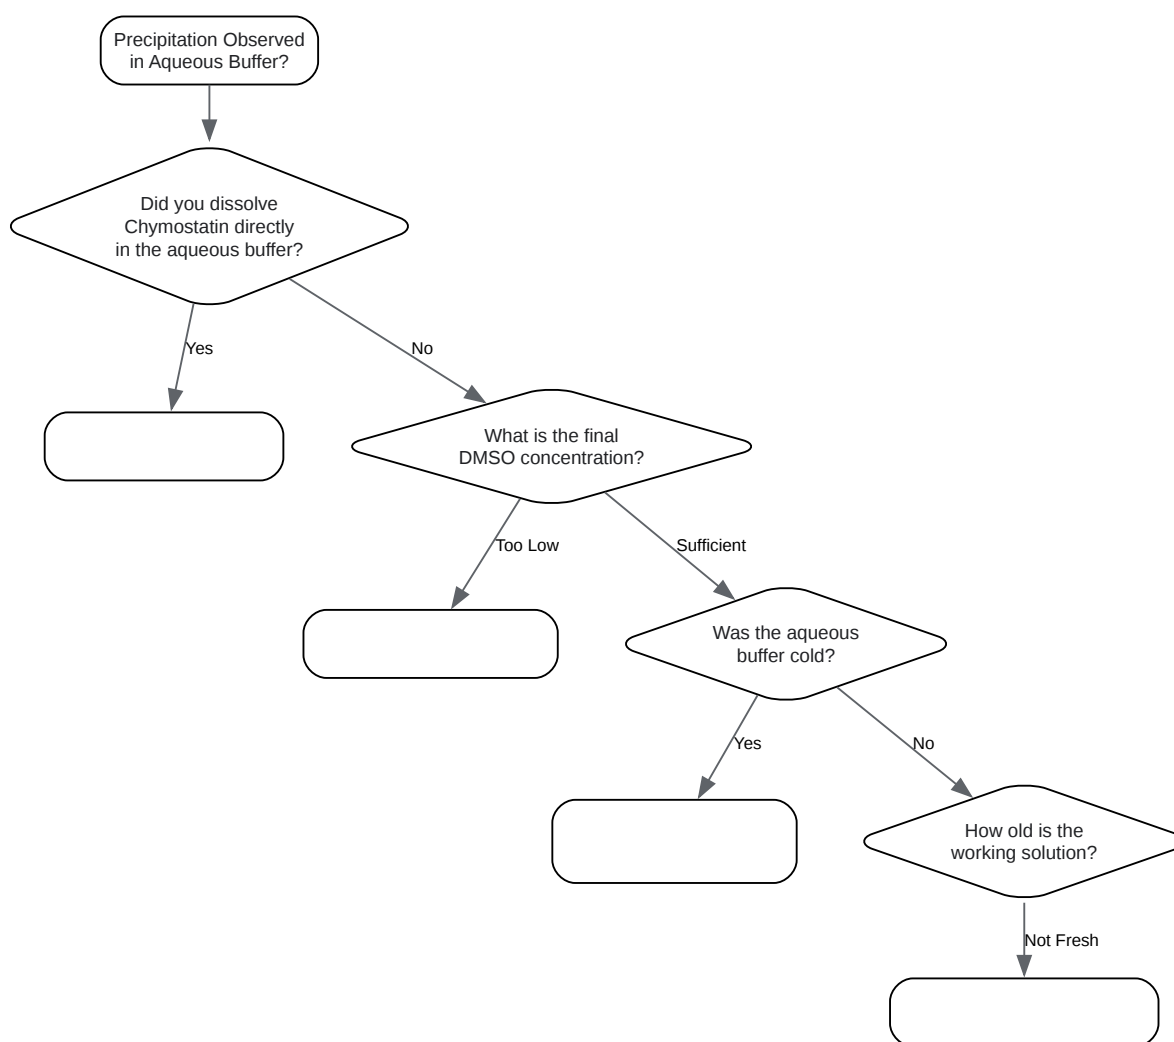 Precipitation Observed
in Aqueous Buffer?
Did you dissolve
Chymostatin directly
in the aqueous buffer?
Yes
No
What is the final
DMSO concentration?
Too Low
Sufficient
Was the aqueous
buffer cold?
Yes
No
How old is the
working solution?
Not Fresh